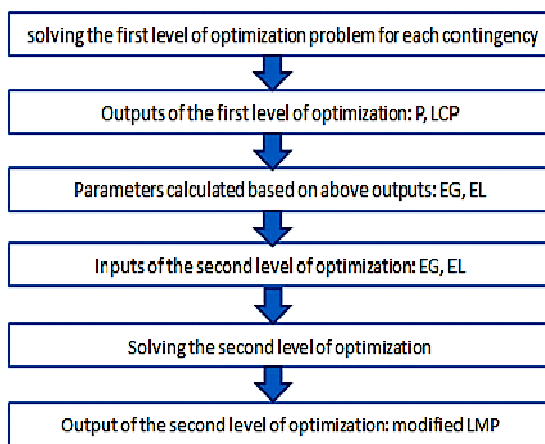 solving the first level of optimization problem for each contingency
Outputs of the first level of optimization: P, LCP
Parameters calculated based on above outputs: EG, EL
Inputs of the second level of optimization: EG, EL
Solving the second level of optimization
Output of the second level of optimization: modified LMP